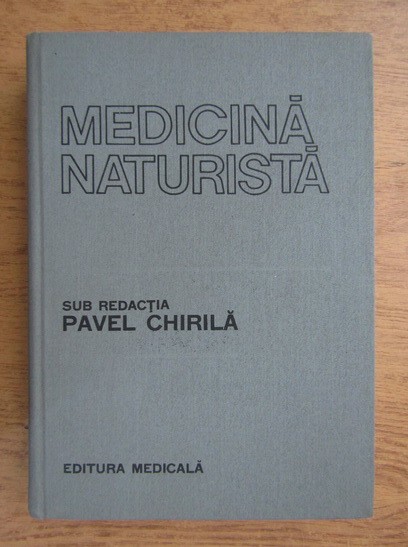 MEDICINĂ
NATURISTĂ
SUB REDACȚIA
PAVEL CHIRILĂ
EDITURA MEDICALĂ